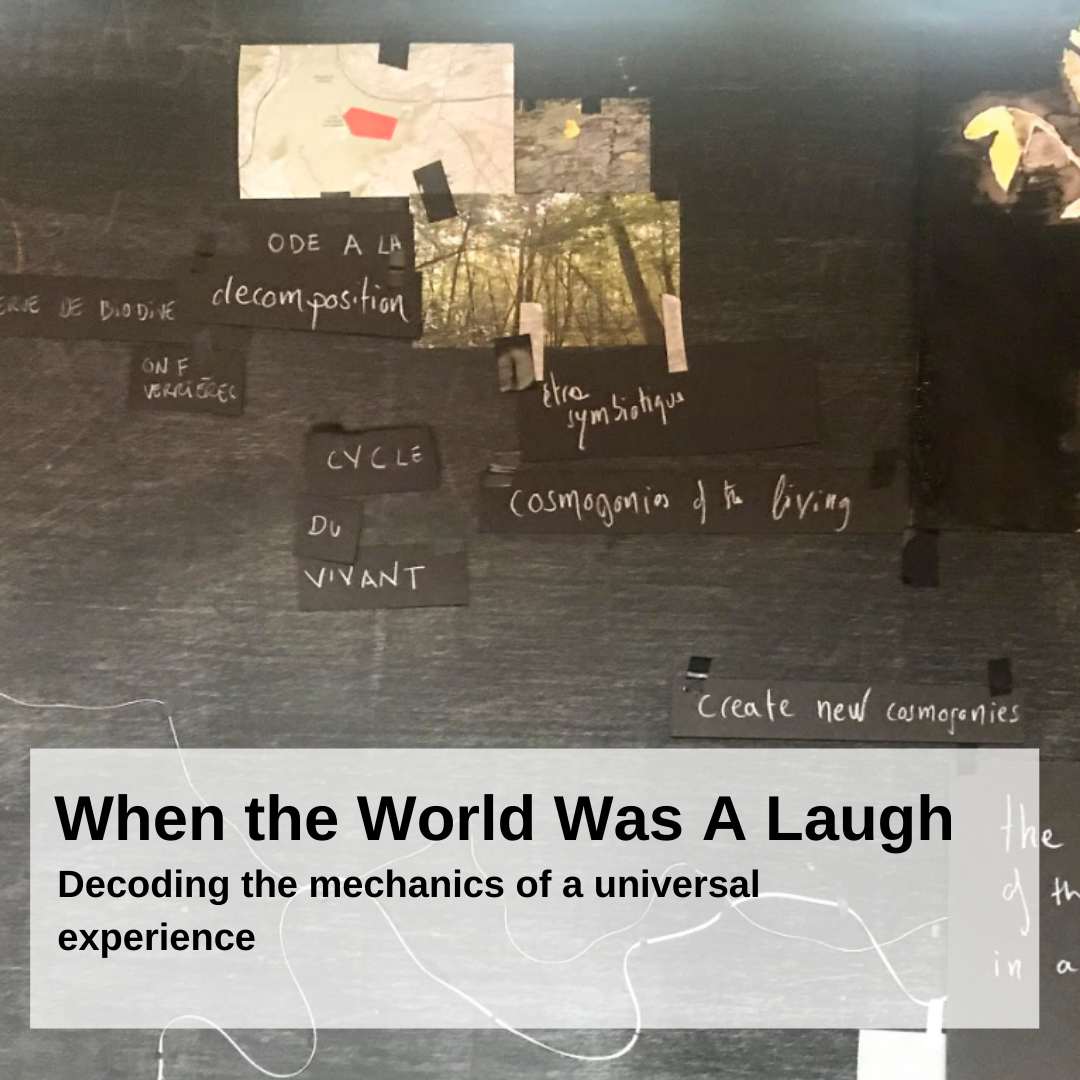 ODE A LA
decomposition
ERVE DE BIODIVE
ONF
VERRIÈRES
être
symbiotique
CYCLE
cosmogonies of the living
DU
VIVANT
create new cosmogonies
When the World Was A Laugh
Decoding the mechanics of a universal
experience
the
of th
in a